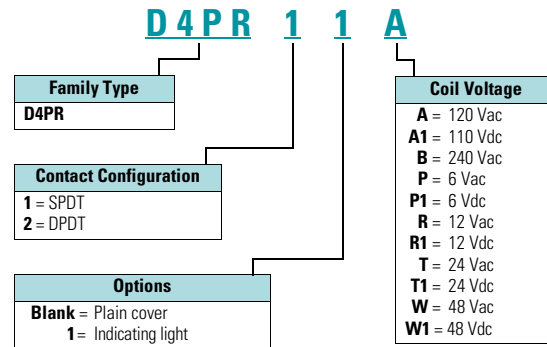 D4PR 1 1 A
Family Type
D4PR
Contact Configuration
1 = SPDT
2 = DPDT
Options
Blank = Plain cover
1 = Indicating light
Coil Voltage
A = 120 Vac
A1 = 110 Vdc
B = 240 Vac
P = 6 Vac
P1 = 6 Vdc
R = 12 Vac
R1 = 12 Vdc
T = 24 Vac
T1 = 24 Vdc
W = 48 Vac
W1 = 48 Vdc